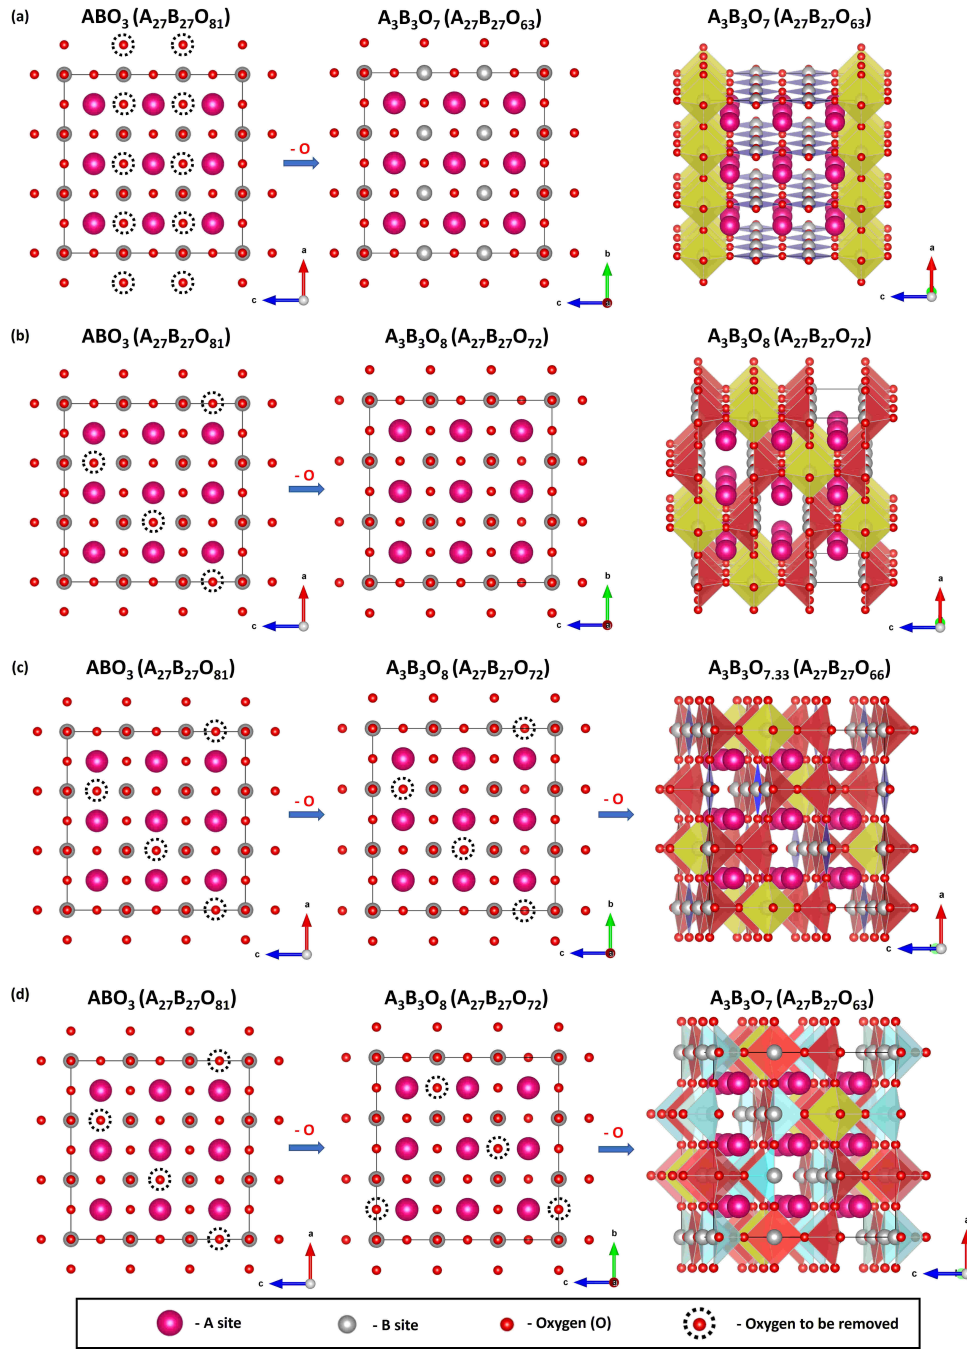 (a) ABO3 (A27B27O81) A3B3O7 (A27B27O63) A3B3O7 (A27B27O63)
- O
a b a
c c c
(b) ABO3 (A27B27O81) A3B3O8 (A27B27O72) A3B3O8 (A27B27O72)
- O
a b a
c c c
(c) ABO3 (A27B27O81) A3B3O8 (A27B27O72) A3B3O7.33 (A27B27O66)
- O - O
a b a
c c c
(d) ABO3 (A27B27O81) A3B3O8 (A27B27O72) A3B3O7 (A27B27O63)
- O - O
a b a
c c c
- A site - B site - Oxygen (O) - Oxygen to be removed